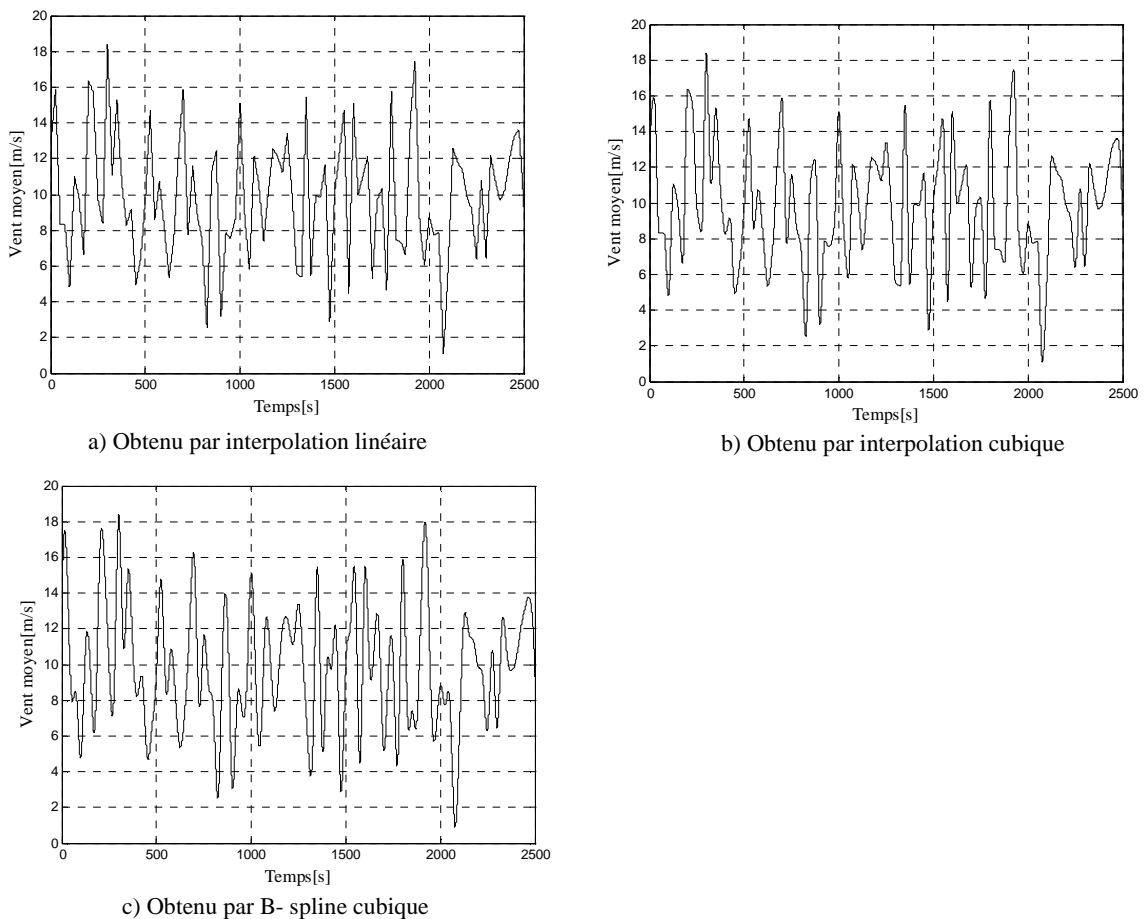 20
18
16
14
12
10
8
6
4
2
0
Vent moyen[m/s]
0 500 1000 1500 2000 2500
Temps[s]
a) Obtenu par interpolation linéaire
20
18
16
14
12
10
8
6
4
2
0
Vent moyen[m/s]
0 500 1000 1500 2000 2500
Temps[s]
b) Obtenu par interpolation cubique
20
18
16
14
12
10
8
6
4
2
0
Vent moyen[m/s]
0 500 1000 1500 2000 2500
Temps[s]
c) Obtenu par B- spline cubique